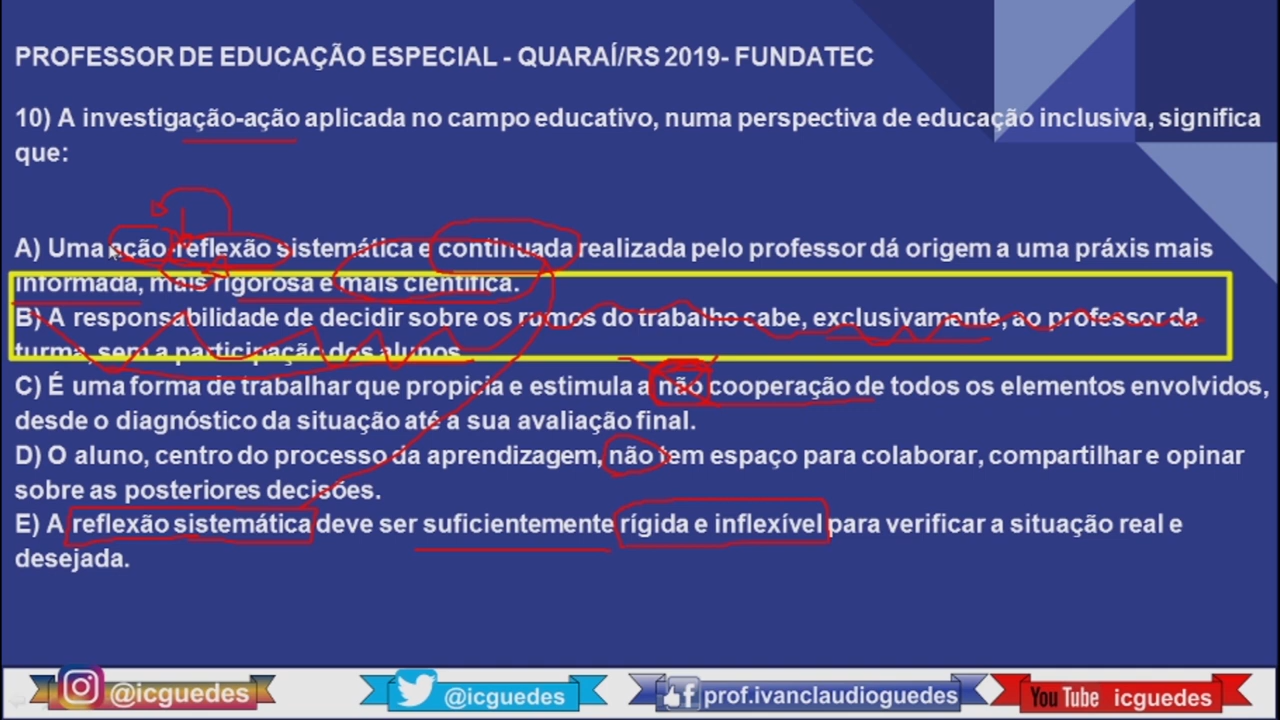 PROFESSOR DE EDUCAÇÃO ESPECIAL - QUARAÍ/RS 2019- FUNDATEC
10) A investigação-ação aplicada no campo educativo, numa perspectiva de educação inclusiva, significa
que:
A) Uma ação reflexão sistemática e continuada realizada pelo professor dá origem a uma práxis mais
informada, mais rigorosa e mais científica.
B) A responsabilidade de decidir sobre os rumos do trabalho cabe, exclusivamente, ao professor da
turma, sem a participação dos alunos.
C) É uma forma de trabalhar que propicia e estimula a não cooperação de todos os elementos envolvidos,
desde o diagnóstico da situação até a sua avaliação final.
D) O aluno, centro do processo da aprendizagem, não tem espaço para colaborar, compartilhar e opinar
sobre as posteriores decisões.
E) A reflexão sistemática deve ser suficientemente rígida e inflexível para verificar a situação real e
desejada.
@icguedes @icguedes prof.ivanclaudioguedes You Tube icguedes